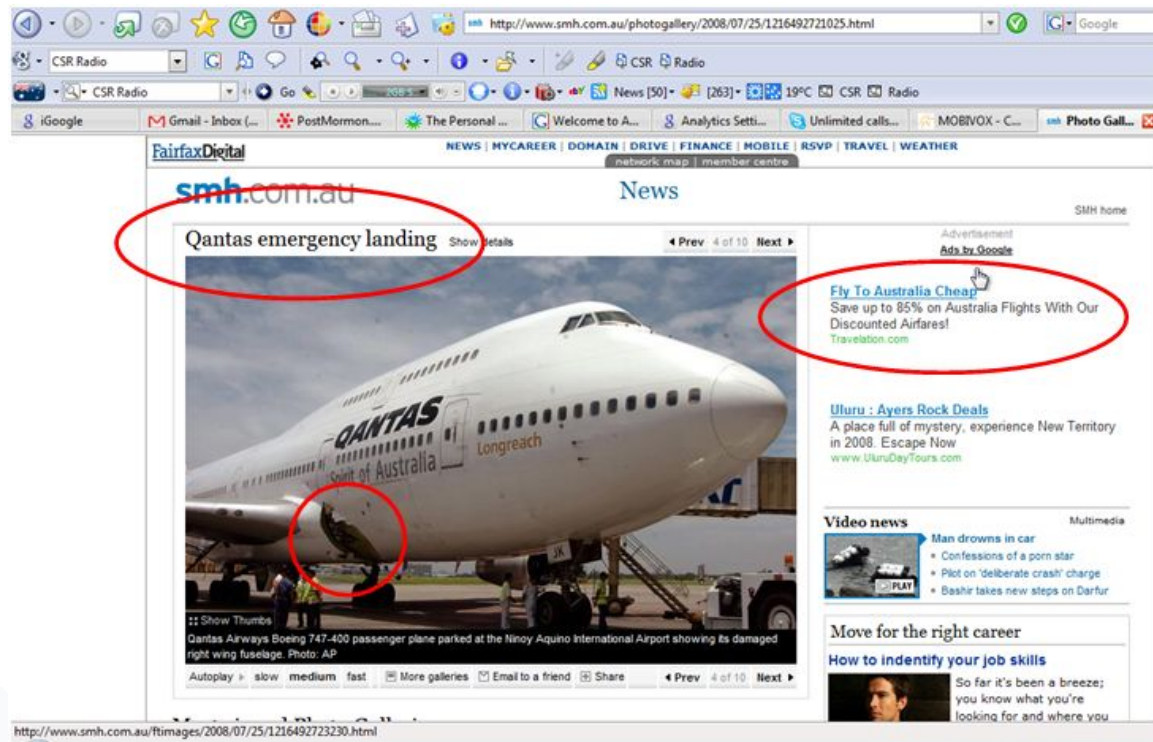 http://www.smh.com.au/photogallery/2008/07/25/1216492721025.html
Google
CSR Radio
CSR
Radio
CSR Radio
Go
News [50]
[263]
19°C
CSR
Radio
iGoogle
Gmail - Inbox (...
PostMormon....
The Personal ...
Welcome to A...
Analytics Setti...
Unlimited calls...
MOBIVOX - C...
Photo Gall...
FairfaxDigital
NEWS | MYCAREER | DOMAIN | DRIVE | FINANCE | MOBILE | RSVP | TRAVEL | WEATHER
network map | member centre
smh.com.au
News
SMH home
Qantas emergency landing
Show details
Prev 4 of 10 Next
Advertisement
Ads by Google
Fly To Australia Cheap
Save up to 85% on Australia Flights With Our
Discounted Airfares!
Travelation.com
Uluru : Ayers Rock Deals
A place full of mystery, experience New Territory
in 2008. Escape Now
www.UluruDayTours.com
QANTAS
Spirit of Australia
Longreach
JK
Show Thumbs
Qantas Airways Boeing 747-400 passenger plane parked at the Ninoy Aquino International Airport showing its damaged
right wing fuselage. Photo: AP
Autoplay slow medium fast
More galleries
Email to a friend
Share
Prev 4 of 10 Next
Video news
Multimedia
PLAY
Man drowns in car
Confessions of a porn star
Pilot on 'deliberate crash' charge
Bashir takes new steps on Darfur
Move for the right career
How to indentify your job skills
So far it's been a breeze;
you know what you're
looking for and where you
http://www.smh.com.au/ftimages/2008/07/25/1216492723230.html